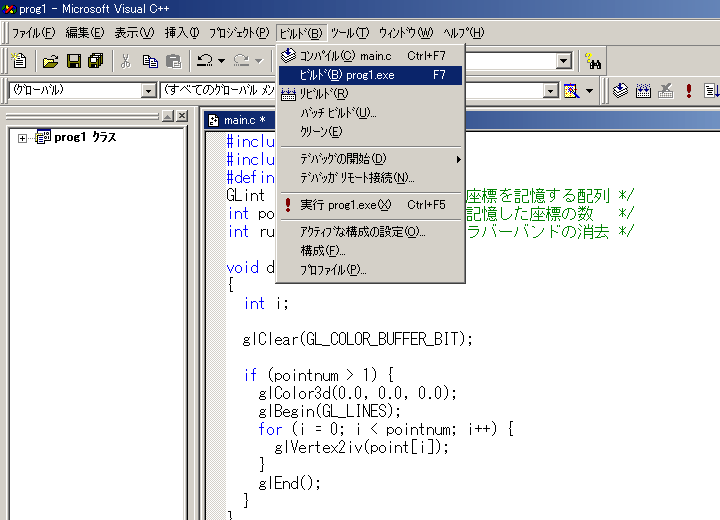 prog1 - Microsoft Visual C++
ﾌｧｲﾙ(F) 編集(E) 表示(V) 挿入(I) ﾌﾟﾛｼﾞｪｸﾄ(P) ﾋﾞﾙﾄﾞ(B) ﾂｰﾙ(T) ｳｨﾝﾄﾞｳ(W) ﾍﾙﾌﾟ(H)
ｺﾝﾊﾟｲﾙ(C) main.c Ctrl+F7
ﾋﾞﾙﾄﾞ(B) prog1.exe F7
ﾘﾋﾞﾙﾄﾞ(R)
ﾊﾞｯﾁ ﾋﾞﾙﾄﾞ(U)...
ｸﾘｰﾝ(E)
ﾃﾞﾊﾞｯｸﾞの開始(D)
ﾃﾞﾊﾞｯｶﾞ ﾘﾓｰﾄ接続(N)...
実行 prog1.exe(X) Ctrl+F5
ｱｸﾃｨﾌﾞな構成の設定(O)...
構成(F)...
ﾌﾟﾛﾌｧｲﾙ(P)...
(ｸﾞﾛｰﾊﾞﾙ) (すべてのｸﾞﾛｰﾊﾞﾙ ﾒﾝ
prog1 ｸﾗｽ
main.c *
#inclu
#inclu
#defin
GLint 座標を記憶する配列 */
int po 記憶した座標の数 */
int ru ラバーバンドの消去 */
void d
{
int i;
glClear(GL_COLOR_BUFFER_BIT);
if (pointnum > 1) {
glColor3d(0.0, 0.0, 0.0);
glBegin(GL_LINES);
for (i = 0; i < pointnum; i++) {
glVertex2iv(point[i]);
}
glEnd();
}
}